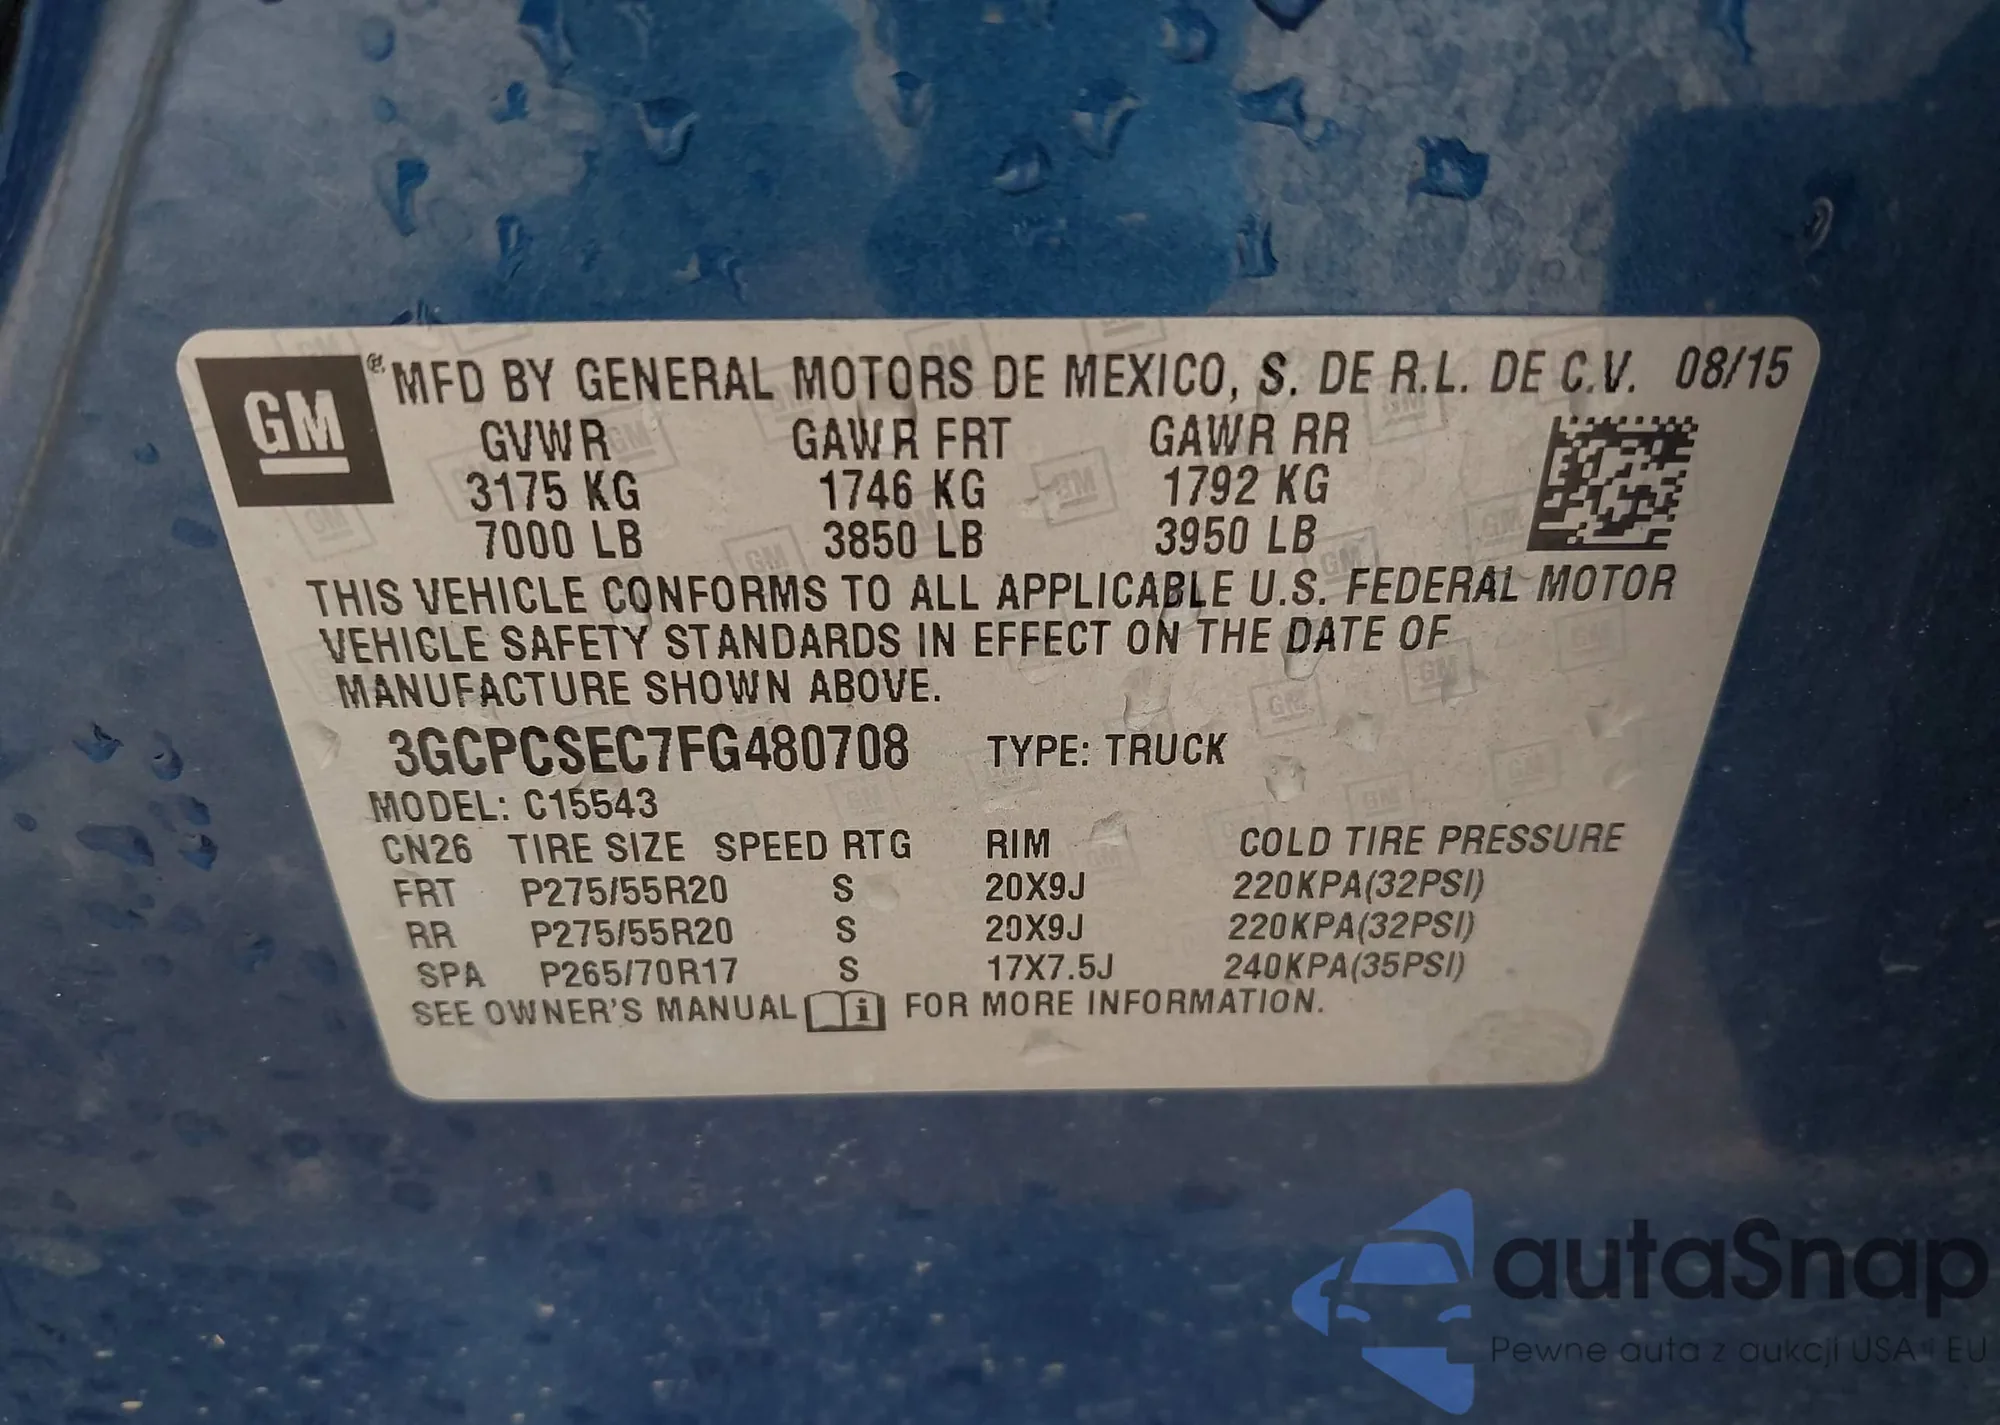 GM ® MFD BY GENERAL MOTORS DE MEXICO, S. DE R.L. DE C.V. 08/15
GVWR GAWR FRT GAWR RR
3175 KG 1746 KG 1792 KG
7000 LB 3850 LB 3950 LB
THIS VEHICLE CONFORMS TO ALL APPLICABLE U.S. FEDERAL MOTOR
VEHICLE SAFETY STANDARDS IN EFFECT ON THE DATE OF
MANUFACTURE SHOWN ABOVE.
3GCPCSEC7FG480708 TYPE: TRUCK
MODEL: C15543
CN26 TIRE SIZE SPEED RTG RIM COLD TIRE PRESSURE
FRT P275/55R20 S 20X9J 220KPA(32PSI)
RR P275/55R20 S 20X9J 220KPA(32PSI)
SPA P265/70R17 S 17X7.5J 240KPA(35PSI)
SEE OWNER'S MANUAL i FOR MORE INFORMATION.
autaSnap
Pewne auta z aukcji USA i EU